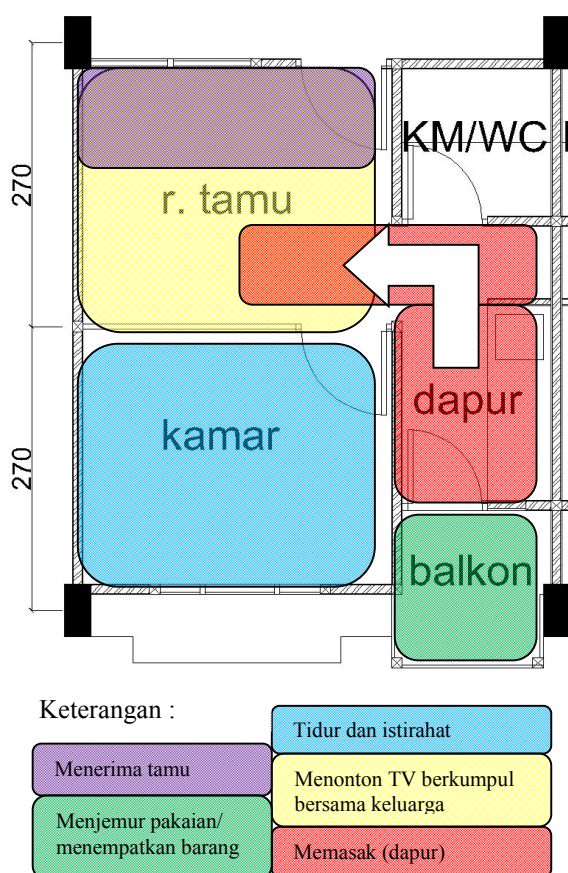 KM/WC
270
r. tamu
dapur
kamar
270
balkon
Keterangan :
Tidur dan istirahat
Menerima tamu
Menonton TV berkumpul
bersama keluarga
Menjemur pakaian/
menempatkan barang
Memasak (dapur)